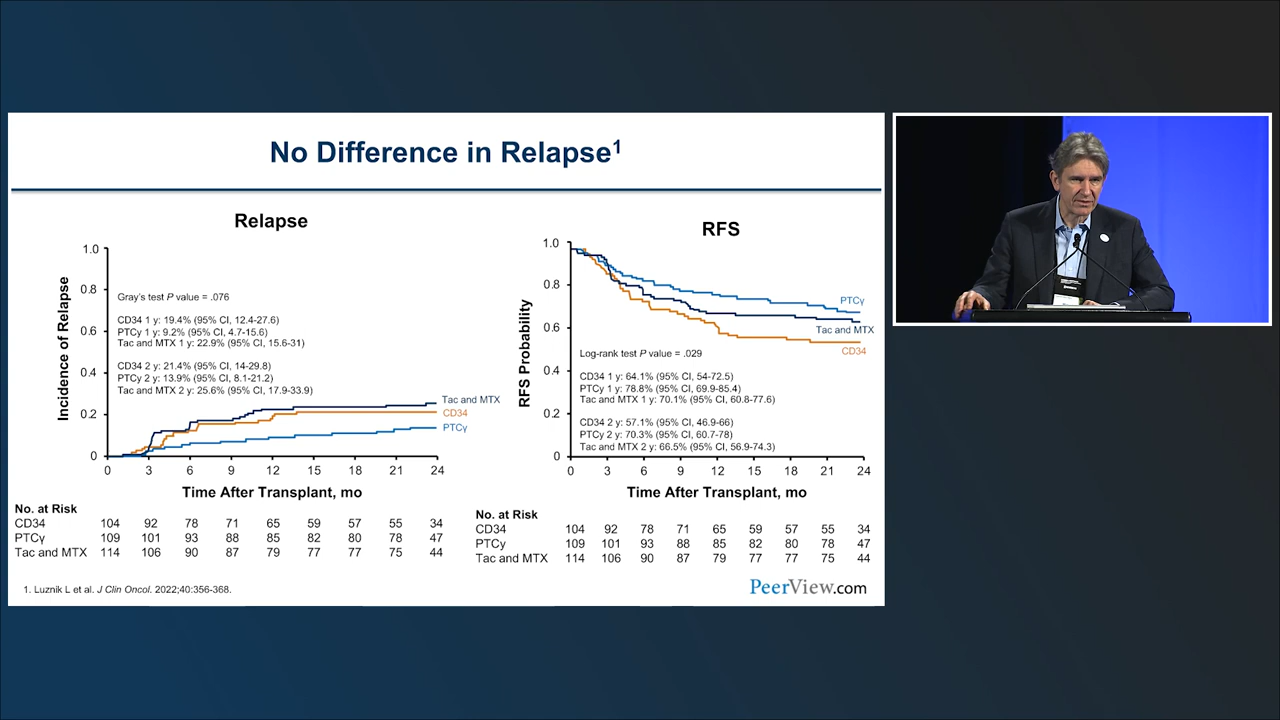 No Difference in Relapse1
Relapse
Incidence of Relapse
1.0
0.8
0.6
0.4
0.2
0
Gray's test P value = .076
CD34 1 y: 19.4% (95% CI, 12.4-27.6)
PTCγ 1 y: 9.2% (95% CI, 4.7-15.6)
Tac and MTX 1 y: 22.9% (95% CI, 15.6-31)
CD34 2 y: 21.4% (95% CI, 14-29.8)
PTCγ 2 y: 13.9% (95% CI, 8.1-21.2)
Tac and MTX 2 y: 25.6% (95% CI, 17.9-33.9)
Tac and MTX
CD34
PTCγ
0 3 6 9 12 15 18 21 24
Time After Transplant, mo
No. at Risk
CD34 104 92 78 71 65 59 57 55 34
PTCγ 109 101 93 88 85 82 80 78 47
Tac and MTX 114 106 90 87 79 77 77 75 44
RFS
RFS Probability
1.0
0.8
0.6
0.4
0.2
0
PTCγ
Tac and MTX
CD34
Log-rank test P value = .029
CD34 1 y: 64.1% (95% CI, 54-72.5)
PTCγ 1 y: 78.8% (95% CI, 69.9-85.4)
Tac and MTX 1 y: 70.1% (95% CI, 60.8-77.6)
CD34 2 y: 57.1% (95% CI, 46.9-66)
PTCγ 2 y: 70.3% (95% CI, 60.7-78)
Tac and MTX 2 y: 66.5% (95% CI, 56.9-74.3)
0 3 6 9 12 15 18 21 24
Time After Transplant, mo
No. at Risk
CD34 104 92 78 71 65 59 57 55 34
PTCy 109 101 93 88 85 82 80 78 47
Tac and MTX 114 106 90 87 79 77 77 75 44
1. Luznik L et al. J Clin Oncol. 2022;40:356-368.
PeerView.com